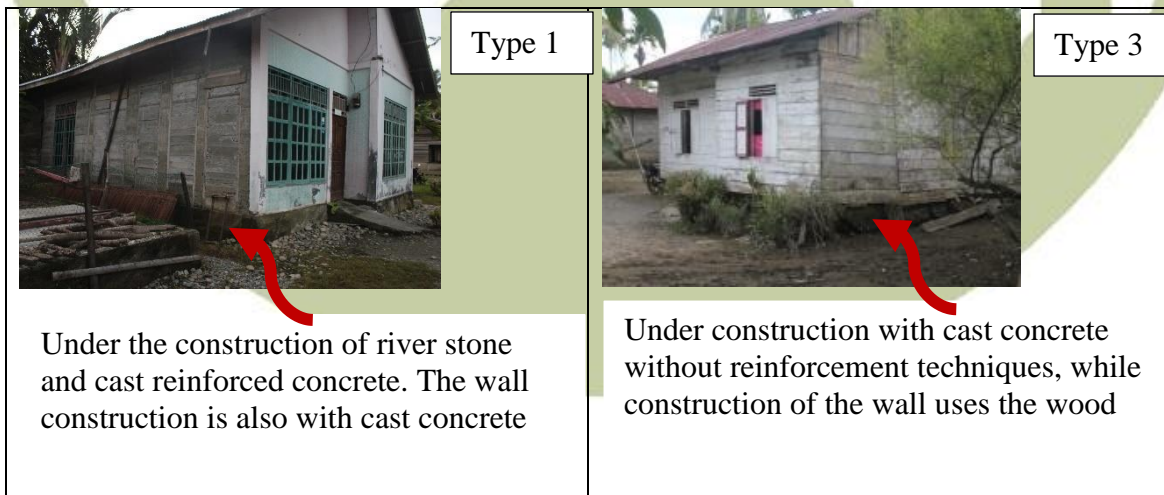 Type 1
Under the construction of river stone
and cast reinforced concrete. The wall
construction is also with cast concrete
Type 3
Under construction with cast concrete
without reinforcement techniques, while
construction of the wall uses the wood